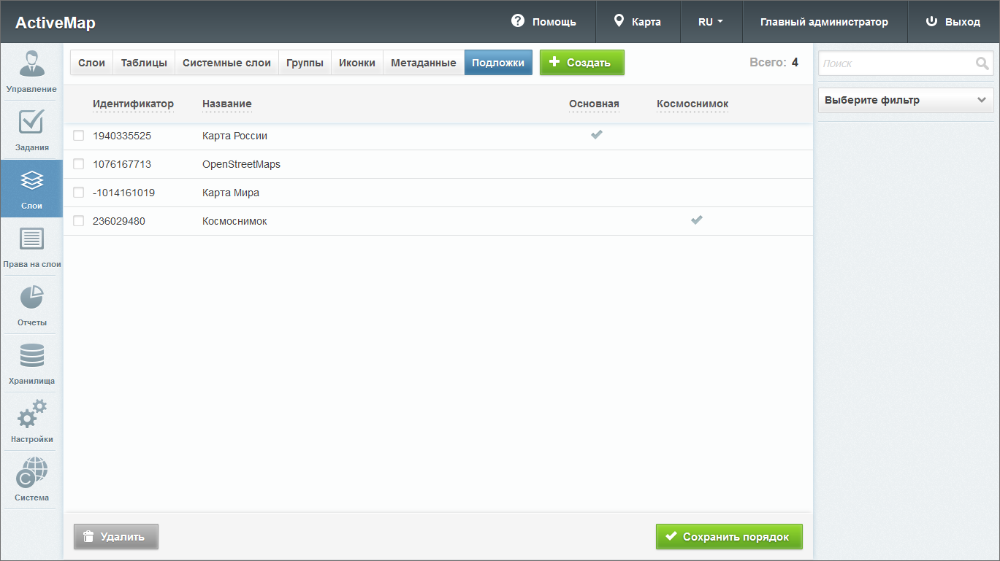 ActiveMap
Помощь
Карта
RU
Главный администратор
Выход
Управление
Задания
Слои
Права на слои
Отчеты
Хранилища
Настройки
Система
Слои Таблицы Системные слои Группы Иконки Метаданные Подложки Создать Всего: 4
Идентификатор Название Основная Космоснимок
1940335525 Карта России
1076167713 OpenStreetMaps
-1014161019 Карта Мира
236029480 Космоснимок
Удалить
Сохранить порядок
Поиск
Выберите фильтр